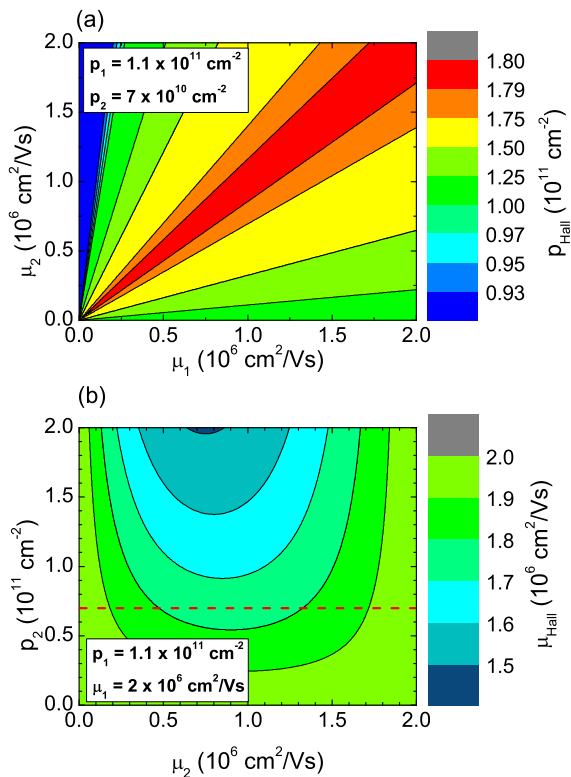 (a)
2.0
1.5
1.0
0.5
0.0
μ2 (10^6 cm^2/Vs)
p1 = 1.1 x 10^11 cm^-2
p2 = 7 x 10^10 cm^-2
0.0 0.5 1.0 1.5 2.0
μ1 (10^6 cm^2/Vs)
1.80
1.79
1.75
1.50
1.25
1.00
0.97
0.95
0.93
pHall (10^11 cm^-2)
(b)
2.0
1.5
1.0
0.5
0.0
p2 (10^11 cm^-2)
p1 = 1.1 x 10^11 cm^-2
μ1 = 2 x 10^6 cm^2/Vs
0.0 0.5 1.0 1.5 2.0
μ2 (10^6 cm^2/Vs)
2.0
1.9
1.8
1.7
1.6
1.5
μHall (10^6 cm^2/Vs)